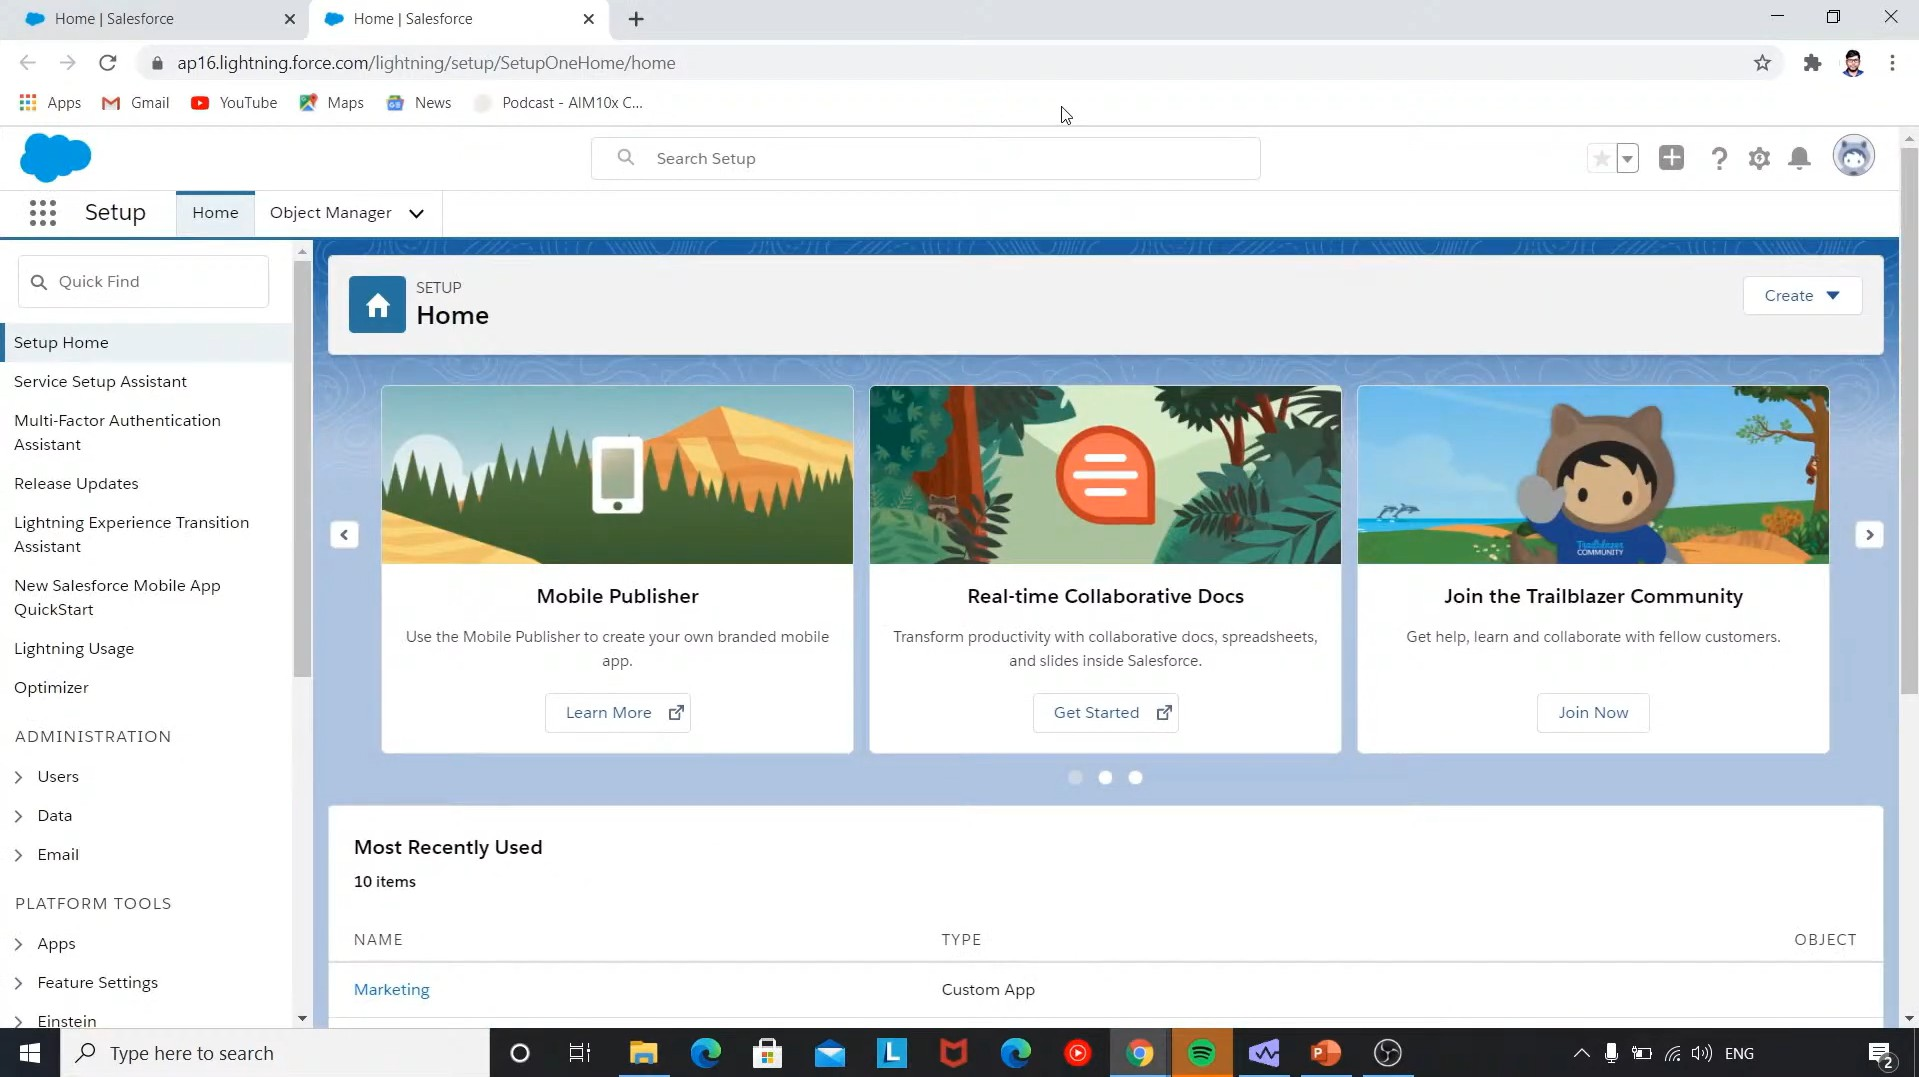 Home | Salesforce
Home | Salesforce
ap16.lightning.force.com/lightning/setup/SetupOneHome/home
Apps
Gmail
YouTube
Maps
News
Podcast - AIM10x C...
Search Setup
Setup
Home
Object Manager
Quick Find
Setup Home
Service Setup Assistant
Multi-Factor Authentication
Assistant
Release Updates
Lightning Experience Transition
Assistant
New Salesforce Mobile App
QuickStart
Lightning Usage
Optimizer
ADMINISTRATION
Users
Data
Email
PLATFORM TOOLS
Apps
Feature Settings
Einstein
SETUP
Home
Create
Mobile Publisher
Use the Mobile Publisher to create your own branded mobile
app.
Learn More
Real-time Collaborative Docs
Transform productivity with collaborative docs, spreadsheets,
and slides inside Salesforce.
Get Started
Trailblazer
COMMUNITY
Join the Trailblazer Community
Get help, learn and collaborate with fellow customers.
Join Now
Most Recently Used
10 items
NAME
TYPE
OBJECT
Marketing
Custom App
Type here to search
ENG
2